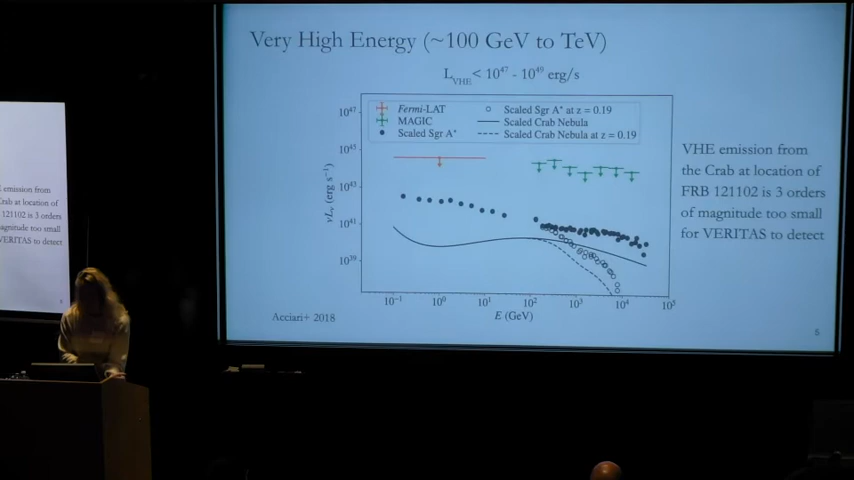 Very High Energy (~100 GeV to TeV)
L_VHE < 10^47 - 10^49 erg/s
Fermi-LAT
MAGIC
Scaled Sgr A*
Scaled Sgr A* at z = 0.19
Scaled Crab Nebula
Scaled Crab Nebula at z = 0.19
10^47
10^45
10^43
10^41
10^39
νL_ν (erg s^−1)
10^−1
10^0
10^1
10^2
10^3
10^4
10^5
E (GeV)
VHE emission from
the Crab at location of
FRB 121102 is 3 orders
of magnitude too small
for VERITAS to detect
Acciari+ 2018
5
emission from
rab at location of
121102 is 3 orders
agnitude too small
ERITAS to detect